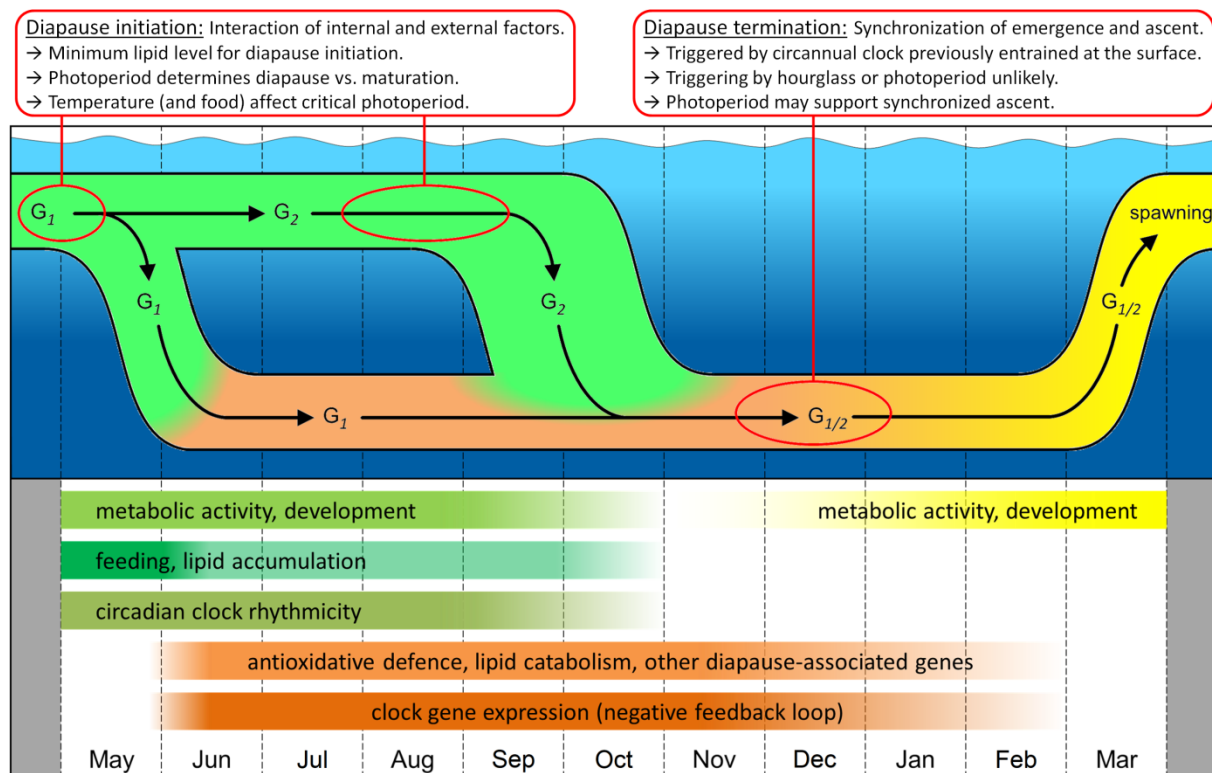 Diapause initiation: Interaction of internal and external factors.
→ Minimum lipid level for diapause initiation.
→ Photoperiod determines diapause vs. maturation.
→ Temperature (and food) affect critical photoperiod.
Diapause termination: Synchronization of emergence and ascent.
→ Triggered by circannual clock previously entrained at the surface.
→ Triggering by hourglass or photoperiod unlikely.
→ Photoperiod may support synchronized ascent.
G1
G2
spawning
G1
G2
G1/2
G1
G1/2
metabolic activity, development
metabolic activity, development
feeding, lipid accumulation
circadian clock rhythmicity
antioxidative defence, lipid catabolism, other diapause-associated genes
clock gene expression (negative feedback loop)
May Jun Jul Aug Sep Oct Nov Dec Jan Feb Mar